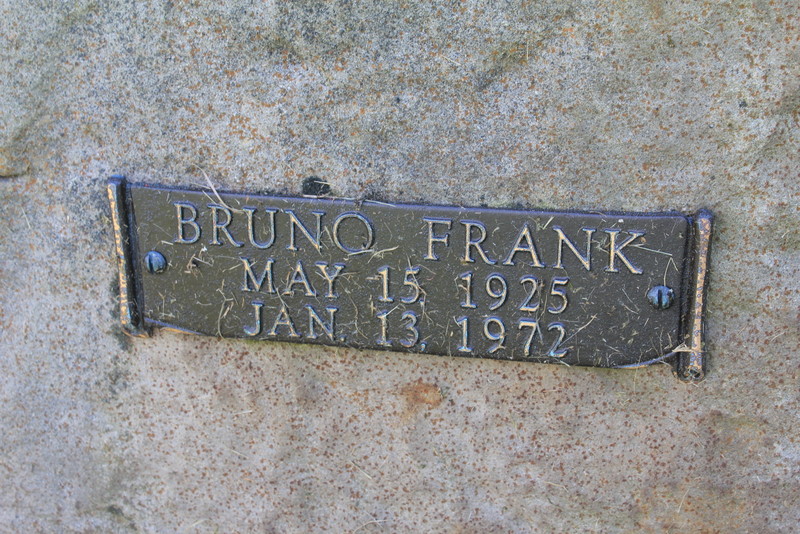 BRUNO FRANK
MAY 15, 1925
JAN. 13, 1972